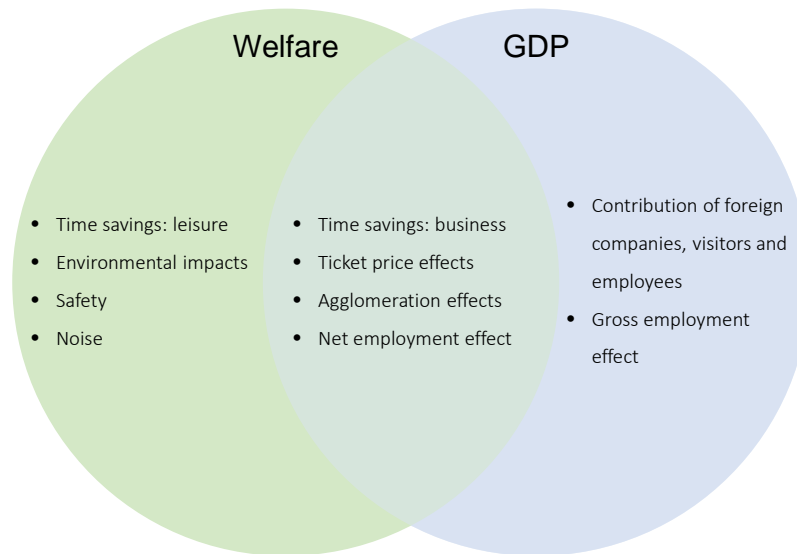 Welfare
GDP
• Time savings: leisure
• Environmental impacts
• Safety
• Noise
• Time savings: business
• Ticket price effects
• Agglomeration effects
• Net employment effect
• Contribution of foreign
companies, visitors and
employees
• Gross employment
effect